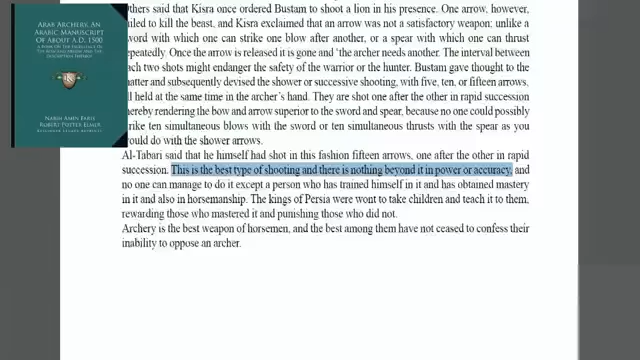 ARAB ARCHERY, AN
ARABIC MANUSCRIPT
OF ABOUT A.D. 1500
NABIH AMIN FARIS
ROBERT POTTER ELMER
Others said that Kisra once ordered Bustam to shoot a lion in his presence. One arrow, however,
failed to kill the beast, and Kisra exclaimed that an arrow was not a satisfactory weapon; unlike a
word with which one can strike one blow after another, or a spear with which one can thrust
repeatedly. Once the arrow is released it is gone and 'the archer needs another. The interval between
each two shots might endanger the safety of the warrior or the hunter. Bustam gave thought to the
matter and subsequently devised the shower or successive shooting, with five, ten, or fifteen arrows.
ll held at the same time in the archer's hand. They are shot one after the other in rapid succession
hereby rendering the bow and arrow superior to the sword and spear, because no one could possibly
trike ten simultaneous blows with the sword or ten simultaneous thrusts with the spear as you
would do with the shower arrows.
Al-Tabari said that he himself had shot in this fashion fifteen arrows, one after the other in rapid
succession. This is the best type of shooting and there is nothing beyond it in power or accuracy, and
no one can manage to do it except a person who has trained himself in it and has obtained mastery
in it and also in horsemanship. The kings of Persia were wont to take children and teach it to them,
rewarding those who mastered it and punishing those who did not.
Archery is the best weapon of horsemen, and the best among them have not ceased to confess their
inability to oppose an archer.